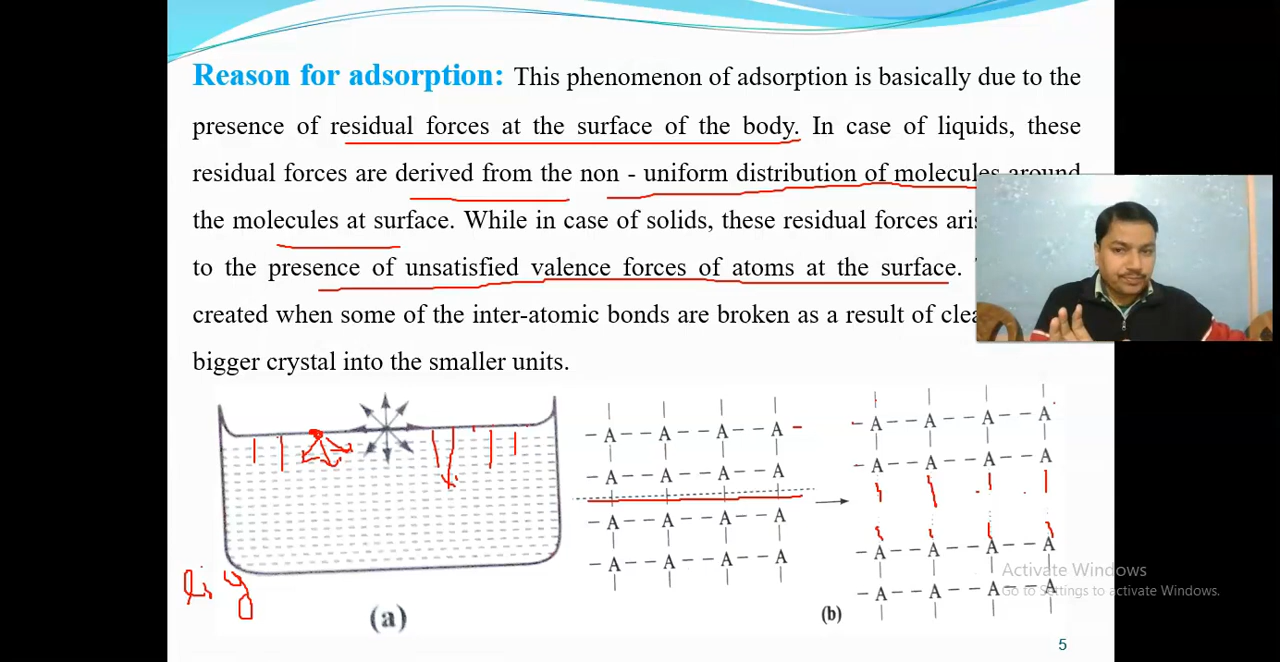 Reason for adsorption: This phenomenon of adsorption is basically due to the
presence of residual forces at the surface of the body. In case of liquids, these
residual forces are derived from the non - uniform distribution of molecules around
the molecules at surface. While in case of solids, these residual forces
to the presence of unsatisfied valence forces of atoms at the surface.
created when some of the inter-atomic bonds are broken as a result of
bigger crystal into the smaller units.
A A A A
A A A A
A A A A
A A A A
A A A A
A A A A
A A A A
A A A A
Activate Windows
Go to Settings to activate Windows.
liq
(a)
(b)
5